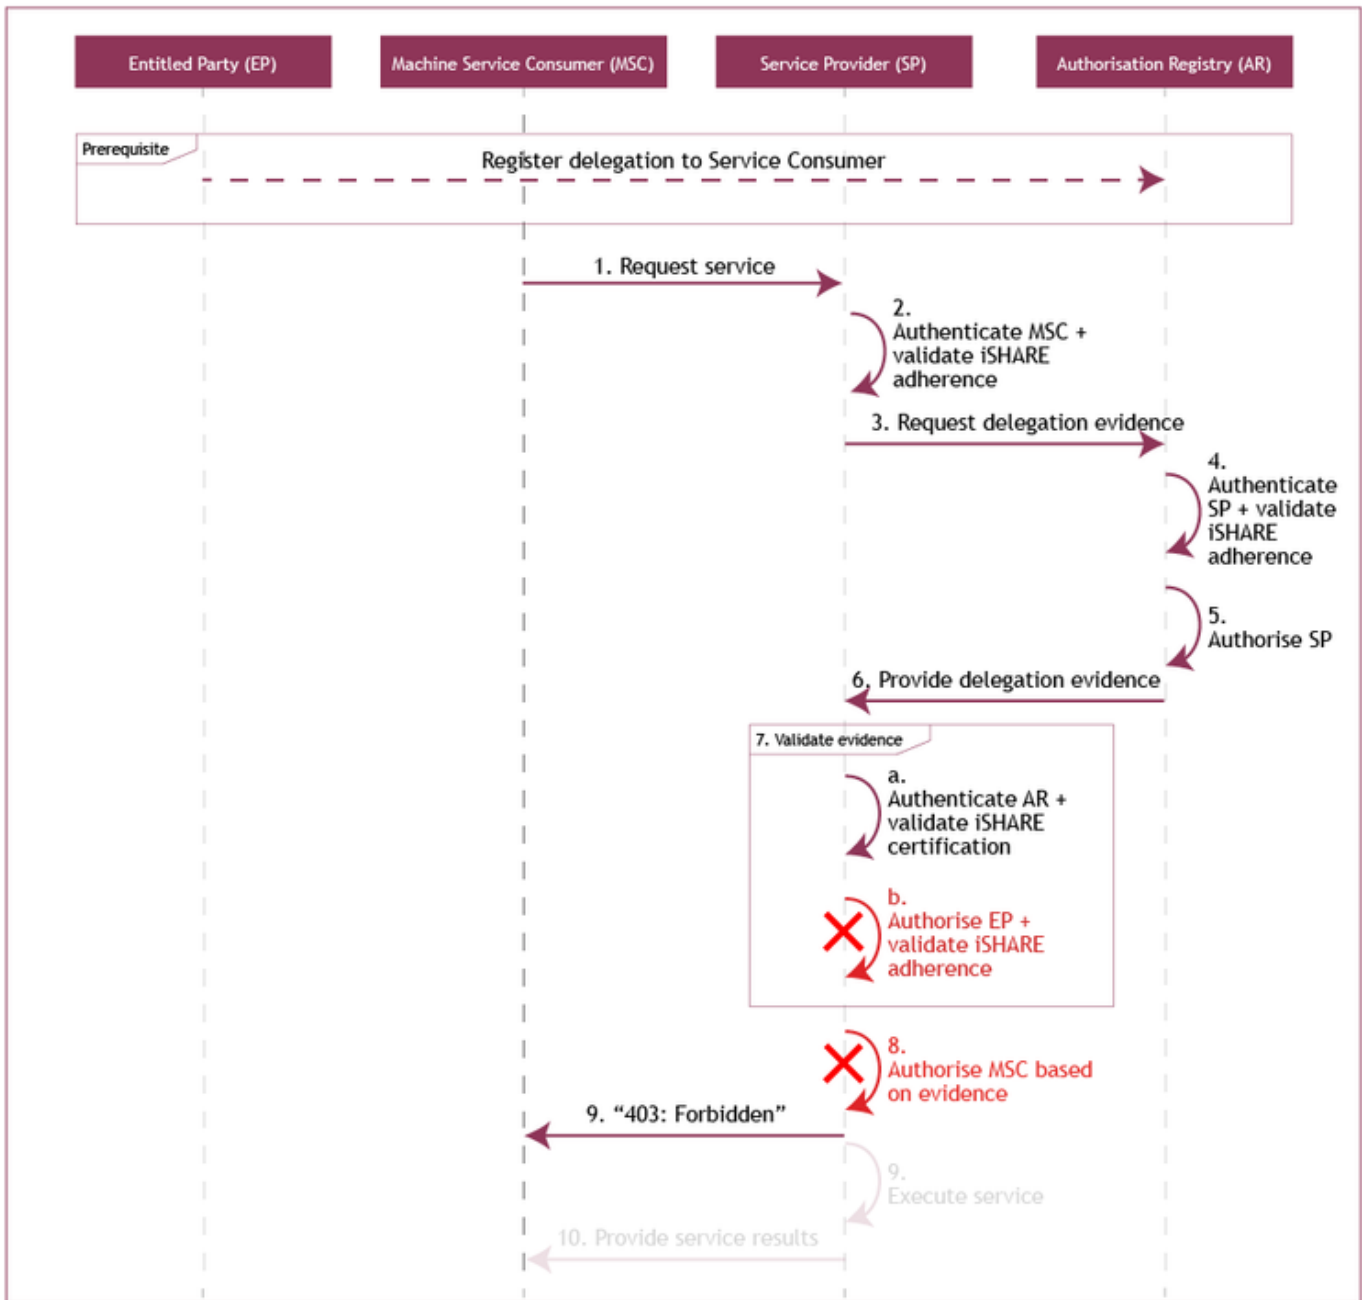 Entitled Party (EP)
Machine Service Consumer (MSC)
Service Provider (SP)
Authorisation Registry (AR)
Prerequisite
Register delegation to Service Consumer
1. Request service
2.
Authenticate MSC +
validate iSHARE
adherence
3. Request delegation evidence
4.
Authenticate
SP + validate
iSHARE
adherence
5.
Authorise SP
6. Provide delegation evidence
7. Validate evidence
a.
Authenticate AR +
validate iSHARE
certification
b.
Authorise EP +
validate iSHARE
adherence
8.
Authorise MSC based
on evidence
9. “403: Forbidden”
9.
Execute service
10. Provide service results